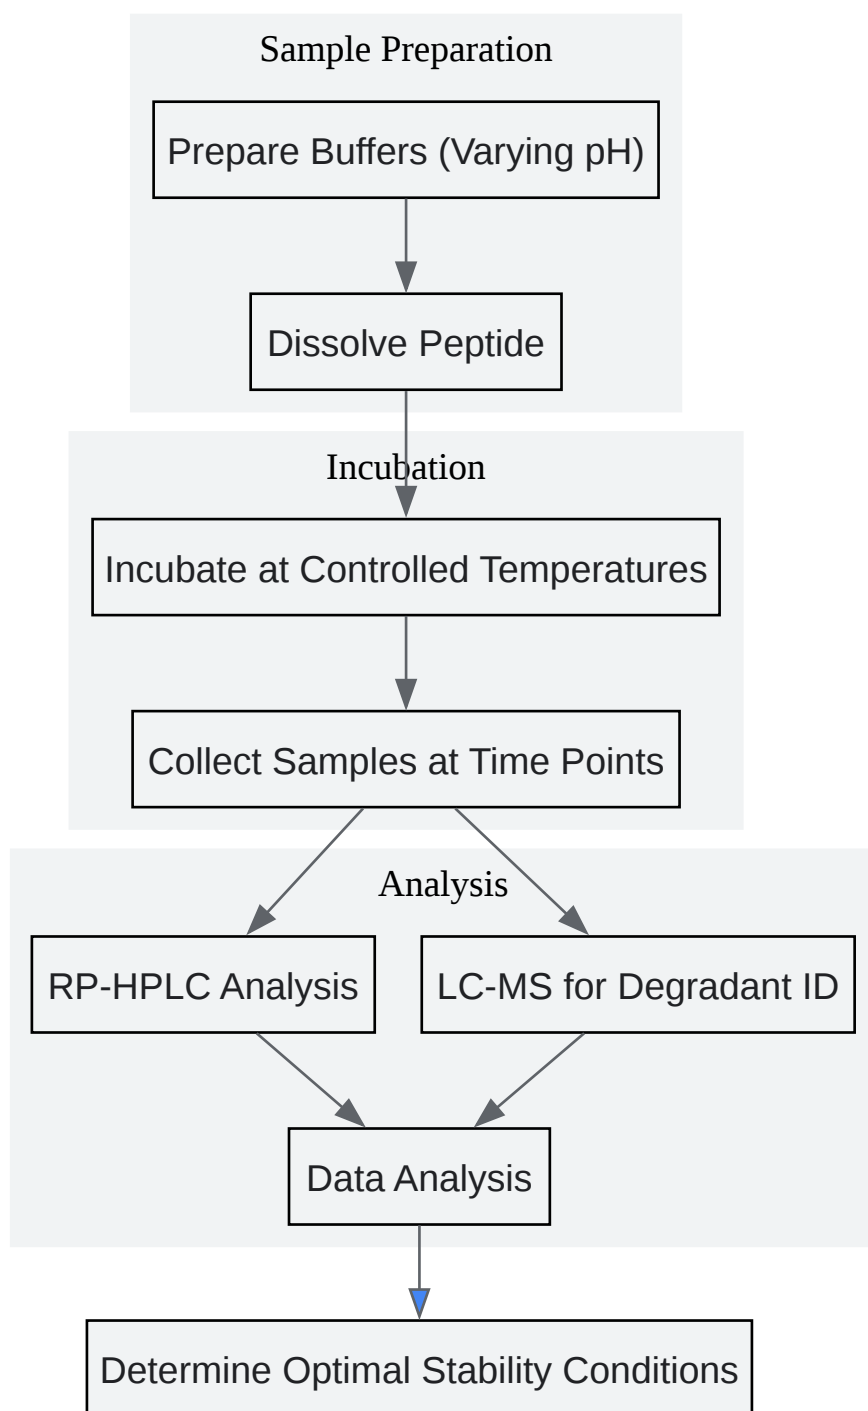 Sample Preparation
Prepare Buffers (Varying pH)
Dissolve Peptide
Incubation
Incubate at Controlled Temperatures
Collect Samples at Time Points
Analysis
RP-HPLC Analysis
LC-MS for Degradant ID
Data Analysis
Determine Optimal Stability Conditions